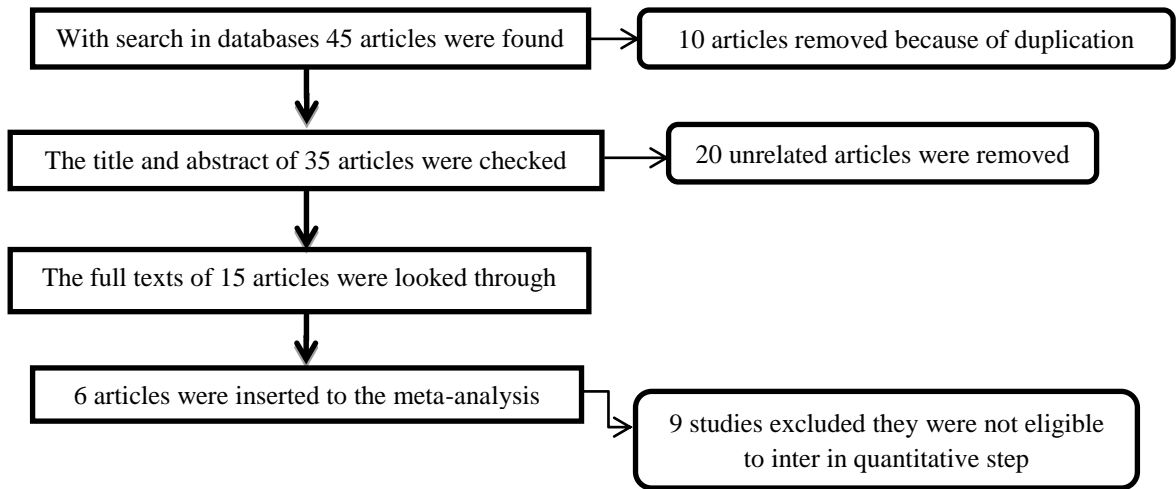 With search in databases 45 articles were found
10 articles removed because of duplication
The title and abstract of 35 articles were checked
20 unrelated articles were removed
The full texts of 15 articles were looked through
6 articles were inserted to the meta-analysis
9 studies excluded they were not eligible
to inter in quantitative step